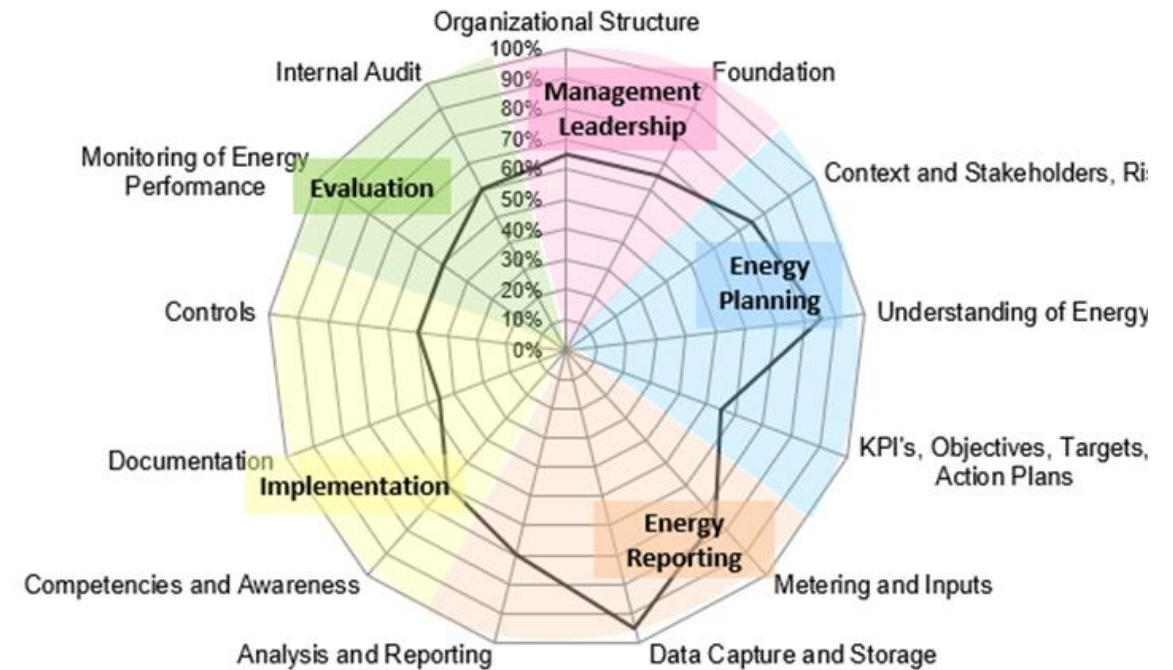 Organizational Structure
100%
90%
80%
70%
60%
50%
40%
30%
20%
10%
0%
Management
Leadership
Foundation
Context and Stakeholders, Ris
Energy
Planning
Understanding of Energy
KPI's, Objectives, Targets,
Action Plans
Energy
Reporting
Metering and Inputs
Data Capture and Storage
Analysis and Reporting
Competencies and Awareness
Implementation
Documentation
Controls
Monitoring of Energy
Performance
Evaluation
Internal Audit